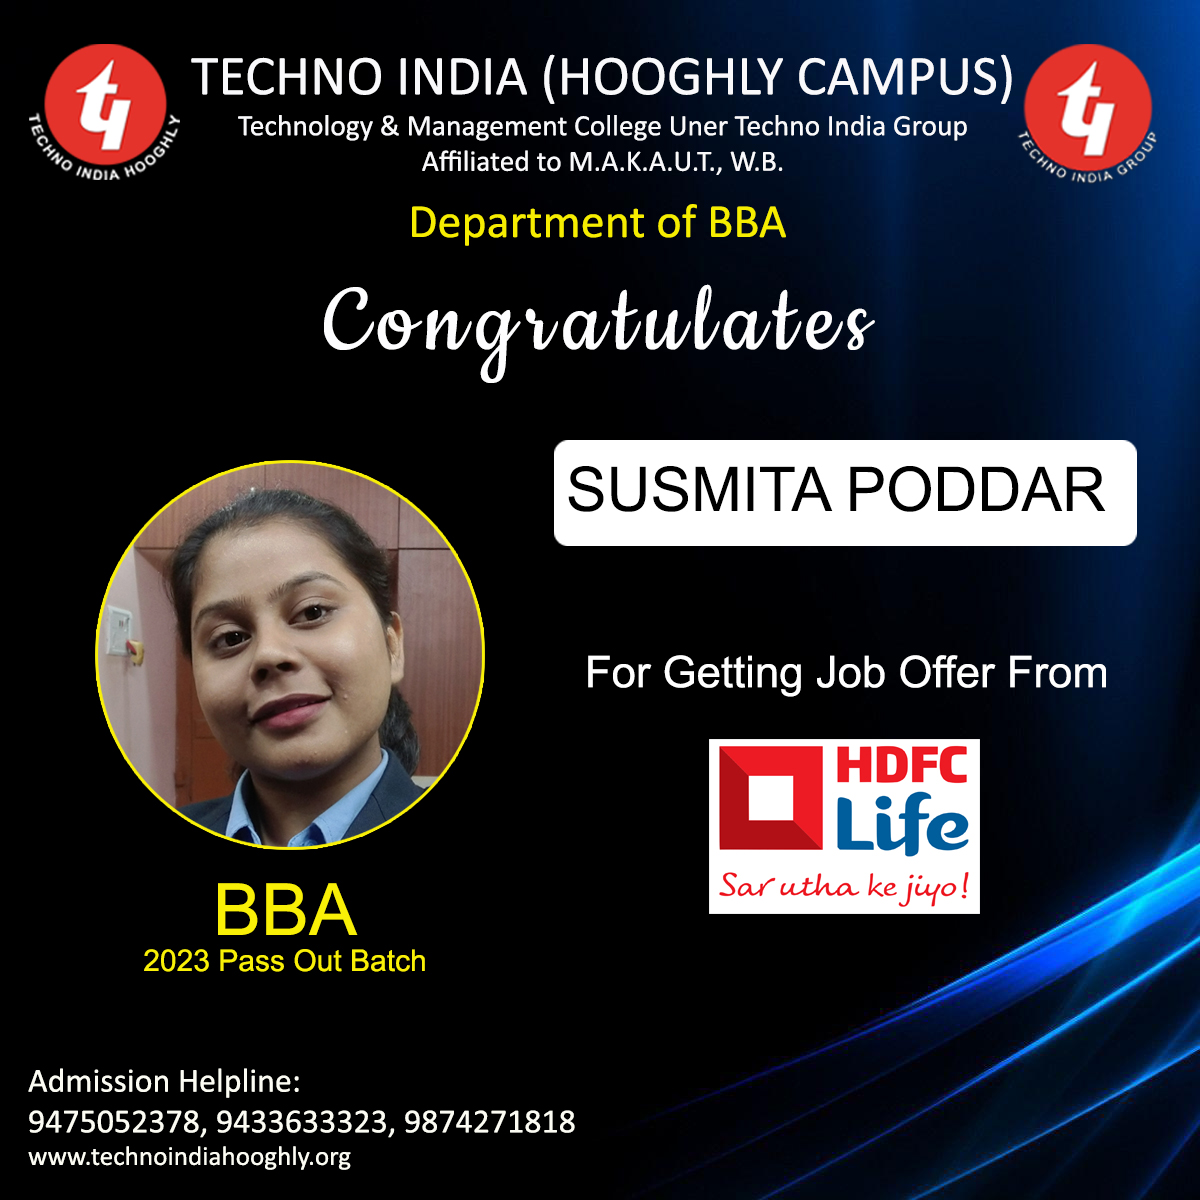 TECHNO INDIA (HOOGHLY CAMPUS)
Technology & Management College Uner Techno India Group
Affiliated to M.A.K.A.U.T., W.B.
TECHNO INDIA HOOGHLY
TECHNO INDIA GROUP
Department of BBA
Congratulates
SUSMITA PODDAR
For Getting Job Offer From
HDFC
Life
Sar utha ke jiyo!
BBA
2023 Pass Out Batch
Admission Helpline:
9475052378, 9433633323, 9874271818
www.technoindiahooghly.org